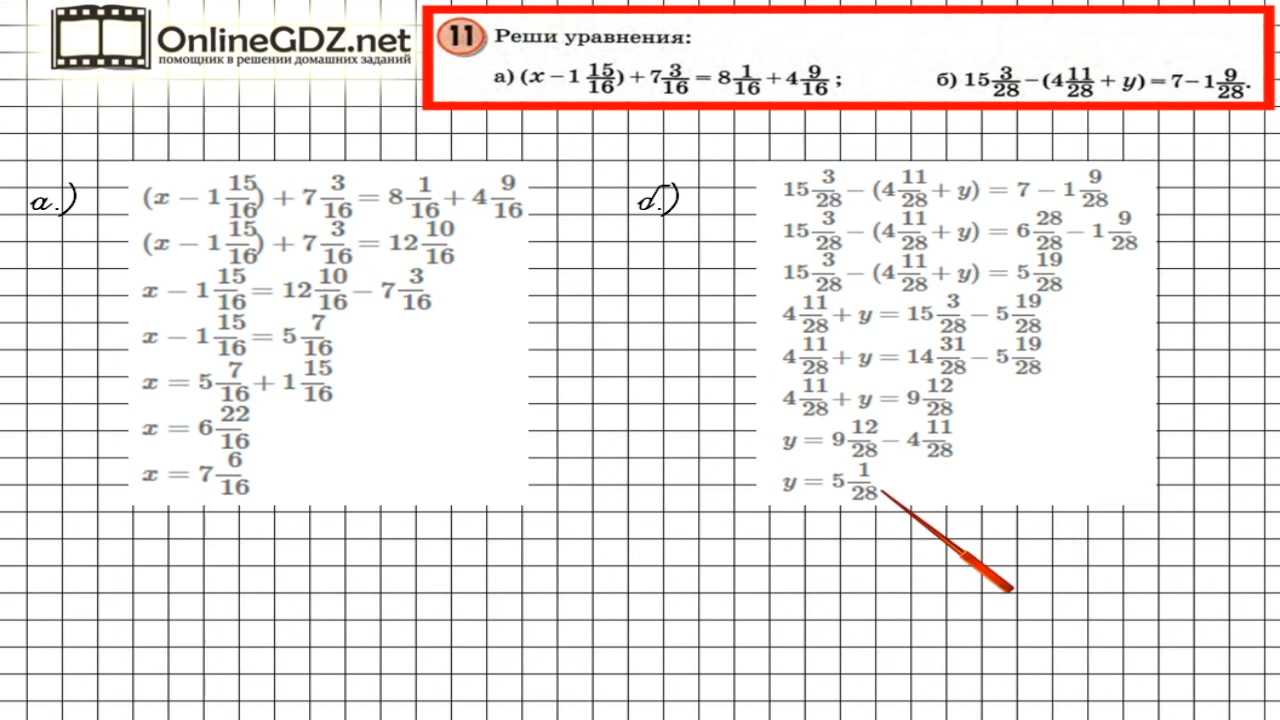 OnlineGDZ.net
помощник в решении домашних заданий
11 Реши уравнения:
а) (x − 1 15/16) + 7 3/16 = 8 1/16 + 4 9/16 ;
б) 15 3/28 − (4 11/28 + y) = 7 − 1 9/28.
а.)
(x − 1 15/16) + 7 3/16 = 8 1/16 + 4 9/16
(x − 1 15/16) + 7 3/16 = 12 10/16
x − 1 15/16 = 12 10/16 − 7 3/16
x − 1 15/16 = 5 7/16
x = 5 7/16 + 1 15/16
x = 6 22/16
x = 7 6/16
б.)
15 3/28 − (4 11/28 + y) = 7 − 1 9/28
15 3/28 − (4 11/28 + y) = 6 28/28 − 1 9/28
15 3/28 − (4 11/28 + y) = 5 19/28
4 11/28 + y = 15 3/28 − 5 19/28
4 11/28 + y = 14 31/28 − 5 19/28
4 11/28 + y = 9 12/28
y = 9 12/28 − 4 11/28
y = 5 1/28